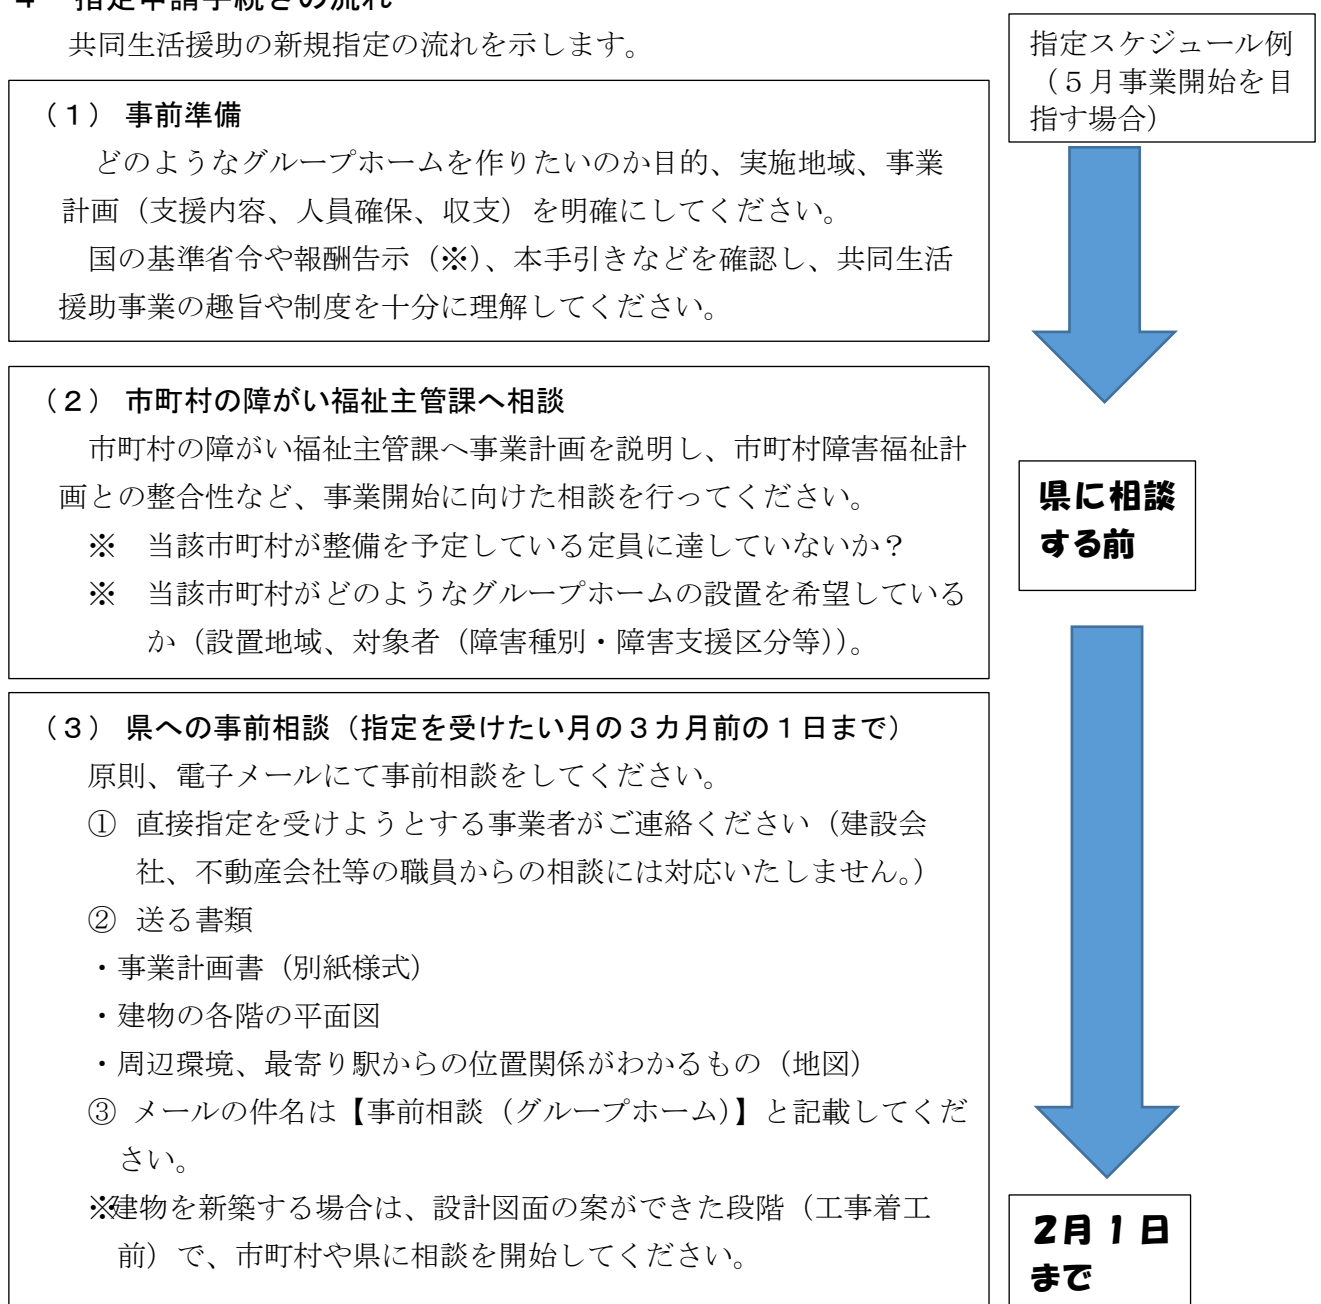 ４　指定申請手続きの流れ
共同生活援助の新規指定の流れを示します。
指定スケジュール例
（５月事業開始を目
指す場合）
（１） 事前準備
どのようなグループホームを作りたいのか目的、実施地域、事業
計画（支援内容、人員確保、収支）を明確にしてください。
国の基準省令や報酬告示（※）、本手引きなどを確認し、共同生活
援助事業の趣旨や制度を十分に理解してください。
（２） 市町村の障がい福祉主管課へ相談
市町村の障がい福祉主管課へ事業計画を説明し、市町村障害福祉計
画との整合性など、事業開始に向けた相談を行ってください。
※　当該市町村が整備を予定している定員に達していないか？
※　当該市町村がどのようなグループホームの設置を希望している
か（設置地域、対象者（障害種別・障害支援区分等））。
県に相談
する前
（３） 県への事前相談（指定を受けたい月の３カ月前の１日まで）
原則、電子メールにて事前相談をしてください。
① 直接指定を受けようとする事業者がご連絡ください（建設会
社、不動産会社等の職員からの相談には対応いたしません。）
② 送る書類
・事業計画書（別紙様式）
・建物の各階の平面図
・周辺環境、最寄り駅からの位置関係がわかるもの（地図）
③ メールの件名は【事前相談（グループホーム）】と記載してくだ
さい。
※建物を新築する場合は、設計図面の案ができた段階（工事着工
前）で、市町村や県に相談を開始してください。
２月１日
まで